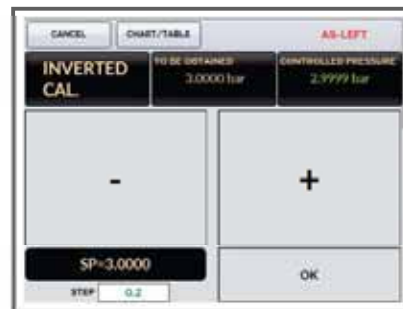 CANCEL CHART/TABLE AS-LEFT
INVERTED CAL.
TO BE OBTAINED
3.0000 bar
CONTROLLED PRESSURE
2.9999 bar
-
+
SP=3.0000
STEP 0.2
OK